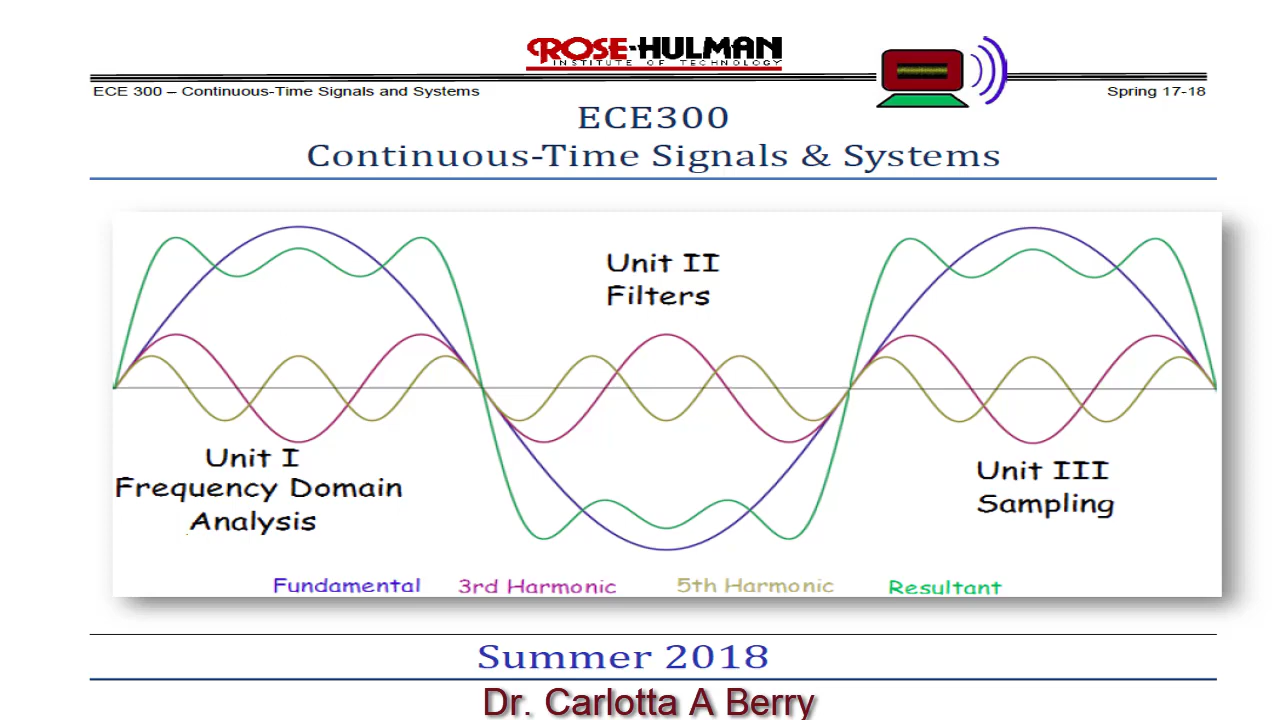 ROSE-HULMAN
INSTITUTE OF TECHNOLOGY
ECE 300 – Continuous-Time Signals and Systems
Spring 17-18
ECE300
Continuous-Time Signals & Systems
Unit II
Filters
Unit I
Frequency Domain
Analysis
Unit III
Sampling
Fundamental 3rd Harmonic 5th Harmonic Resultant
Summer 2018
Dr. Carlotta A Berry